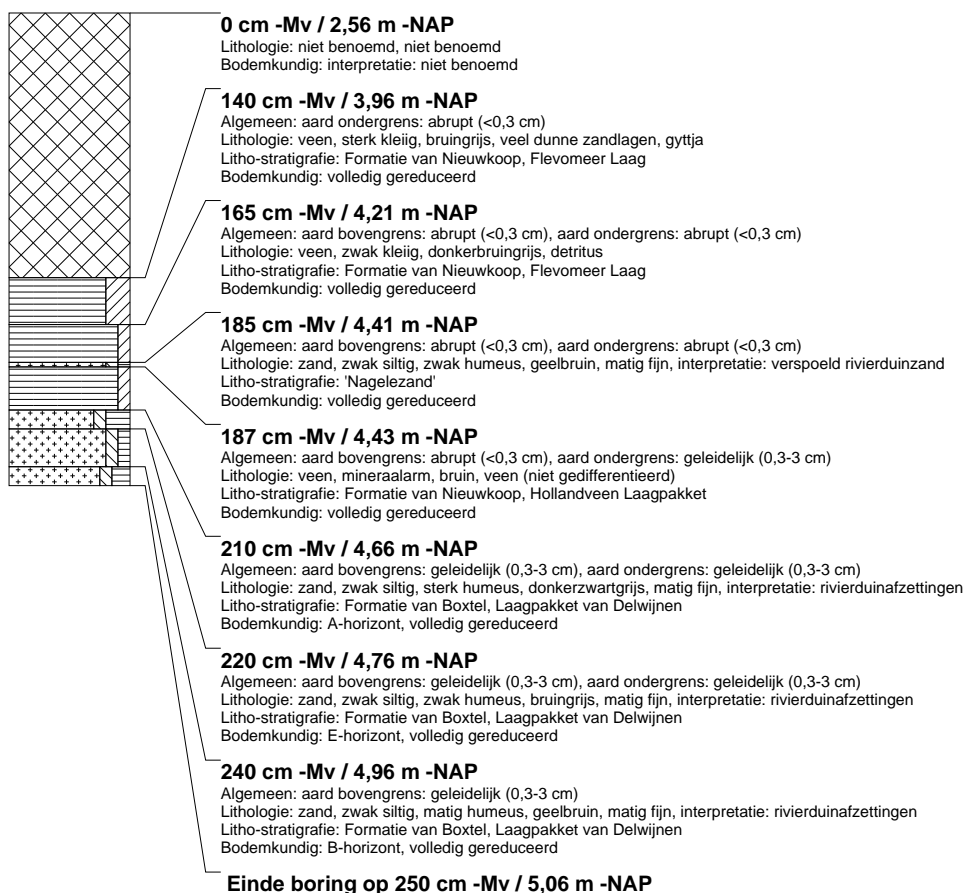 0 cm -Mv / 2,56 m -NAP
Lithologie: niet benoemd, niet benoemd
Bodemkundig: interpretatie: niet benoemd
140 cm -Mv / 3,96 m -NAP
Algemeen: aard ondergrens: abrupt (<0,3 cm)
Lithologie: veen, sterk kleiig, bruingrijs, veel dunne zandlagen, gyttja
Litho-stratigrafie: Formatie van Nieuwkoop, Flevomeer Laag
Bodemkundig: volledig gereduceerd
165 cm -Mv / 4,21 m -NAP
Algemeen: aard bovengrens: abrupt (<0,3 cm), aard ondergrens: abrupt (<0,3 cm)
Lithologie: veen, zwak kleiig, donkerbruingrijs, detritus
Litho-stratigrafie: Formatie van Nieuwkoop, Flevomeer Laag
Bodemkundig: volledig gereduceerd
185 cm -Mv / 4,41 m -NAP
Algemeen: aard bovengrens: abrupt (<0,3 cm), aard ondergrens: abrupt (<0,3 cm)
Lithologie: zand, zwak siltig, zwak humeus, geelbruin, matig fijn, interpretatie: verspoeld rivierduinzand
Litho-stratigrafie: 'Nagelezand'
Bodemkundig: volledig gereduceerd
187 cm -Mv / 4,43 m -NAP
Algemeen: aard bovengrens: abrupt (<0,3 cm), aard ondergrens: geleidelijk (0,3-3 cm)
Lithologie: veen, mineraalarm, bruin, veen (niet gedifferentieerd)
Litho-stratigrafie: Formatie van Nieuwkoop, Hollandveen Laagpakket
Bodemkundig: volledig gereduceerd
210 cm -Mv / 4,66 m -NAP
Algemeen: aard bovengrens: geleidelijk (0,3-3 cm), aard ondergrens: geleidelijk (0,3-3 cm)
Lithologie: zand, zwak siltig, sterk humeus, donkerzwartgrijs, matig fijn, interpretatie: rivierduinafzettingen
Litho-stratigrafie: Formatie van Boxtel, Laagpakket van Delwijnen
Bodemkundig: A-horizont, volledig gereduceerd
220 cm -Mv / 4,76 m -NAP
Algemeen: aard bovengrens: geleidelijk (0,3-3 cm), aard ondergrens: geleidelijk (0,3-3 cm)
Lithologie: zand, zwak siltig, zwak humeus, bruingrijs, matig fijn, interpretatie: rivierduinafzettingen
Litho-stratigrafie: Formatie van Boxtel, Laagpakket van Delwijnen
Bodemkundig: E-horizont, volledig gereduceerd
240 cm -Mv / 4,96 m -NAP
Algemeen: aard bovengrens: geleidelijk (0,3-3 cm)
Lithologie: zand, zwak siltig, matig humeus, geelbruin, matig fijn, interpretatie: rivierduinafzettingen
Litho-stratigrafie: Formatie van Boxtel, Laagpakket van Delwijnen
Bodemkundig: B-horizont, volledig gereduceerd
Einde boring op 250 cm -Mv / 5,06 m -NAP